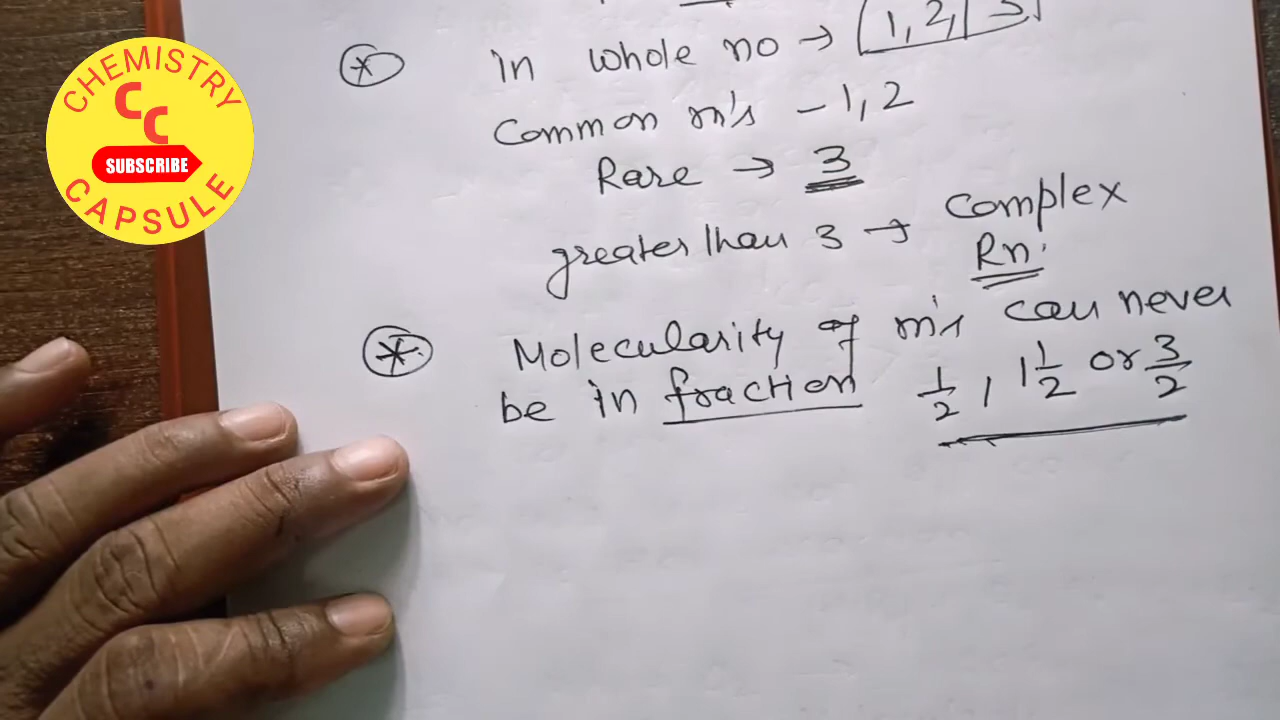 CHEMISTRY
CC
SUBSCRIBE
CAPSULE
* in whole no → 1, 2, 3
Common rn's - 1, 2
Rare → 3
greater than 3 → Complex
Rn.
* Molecularity of rn's can never
be in fraction 1/2, 1 1/2 or 3/2